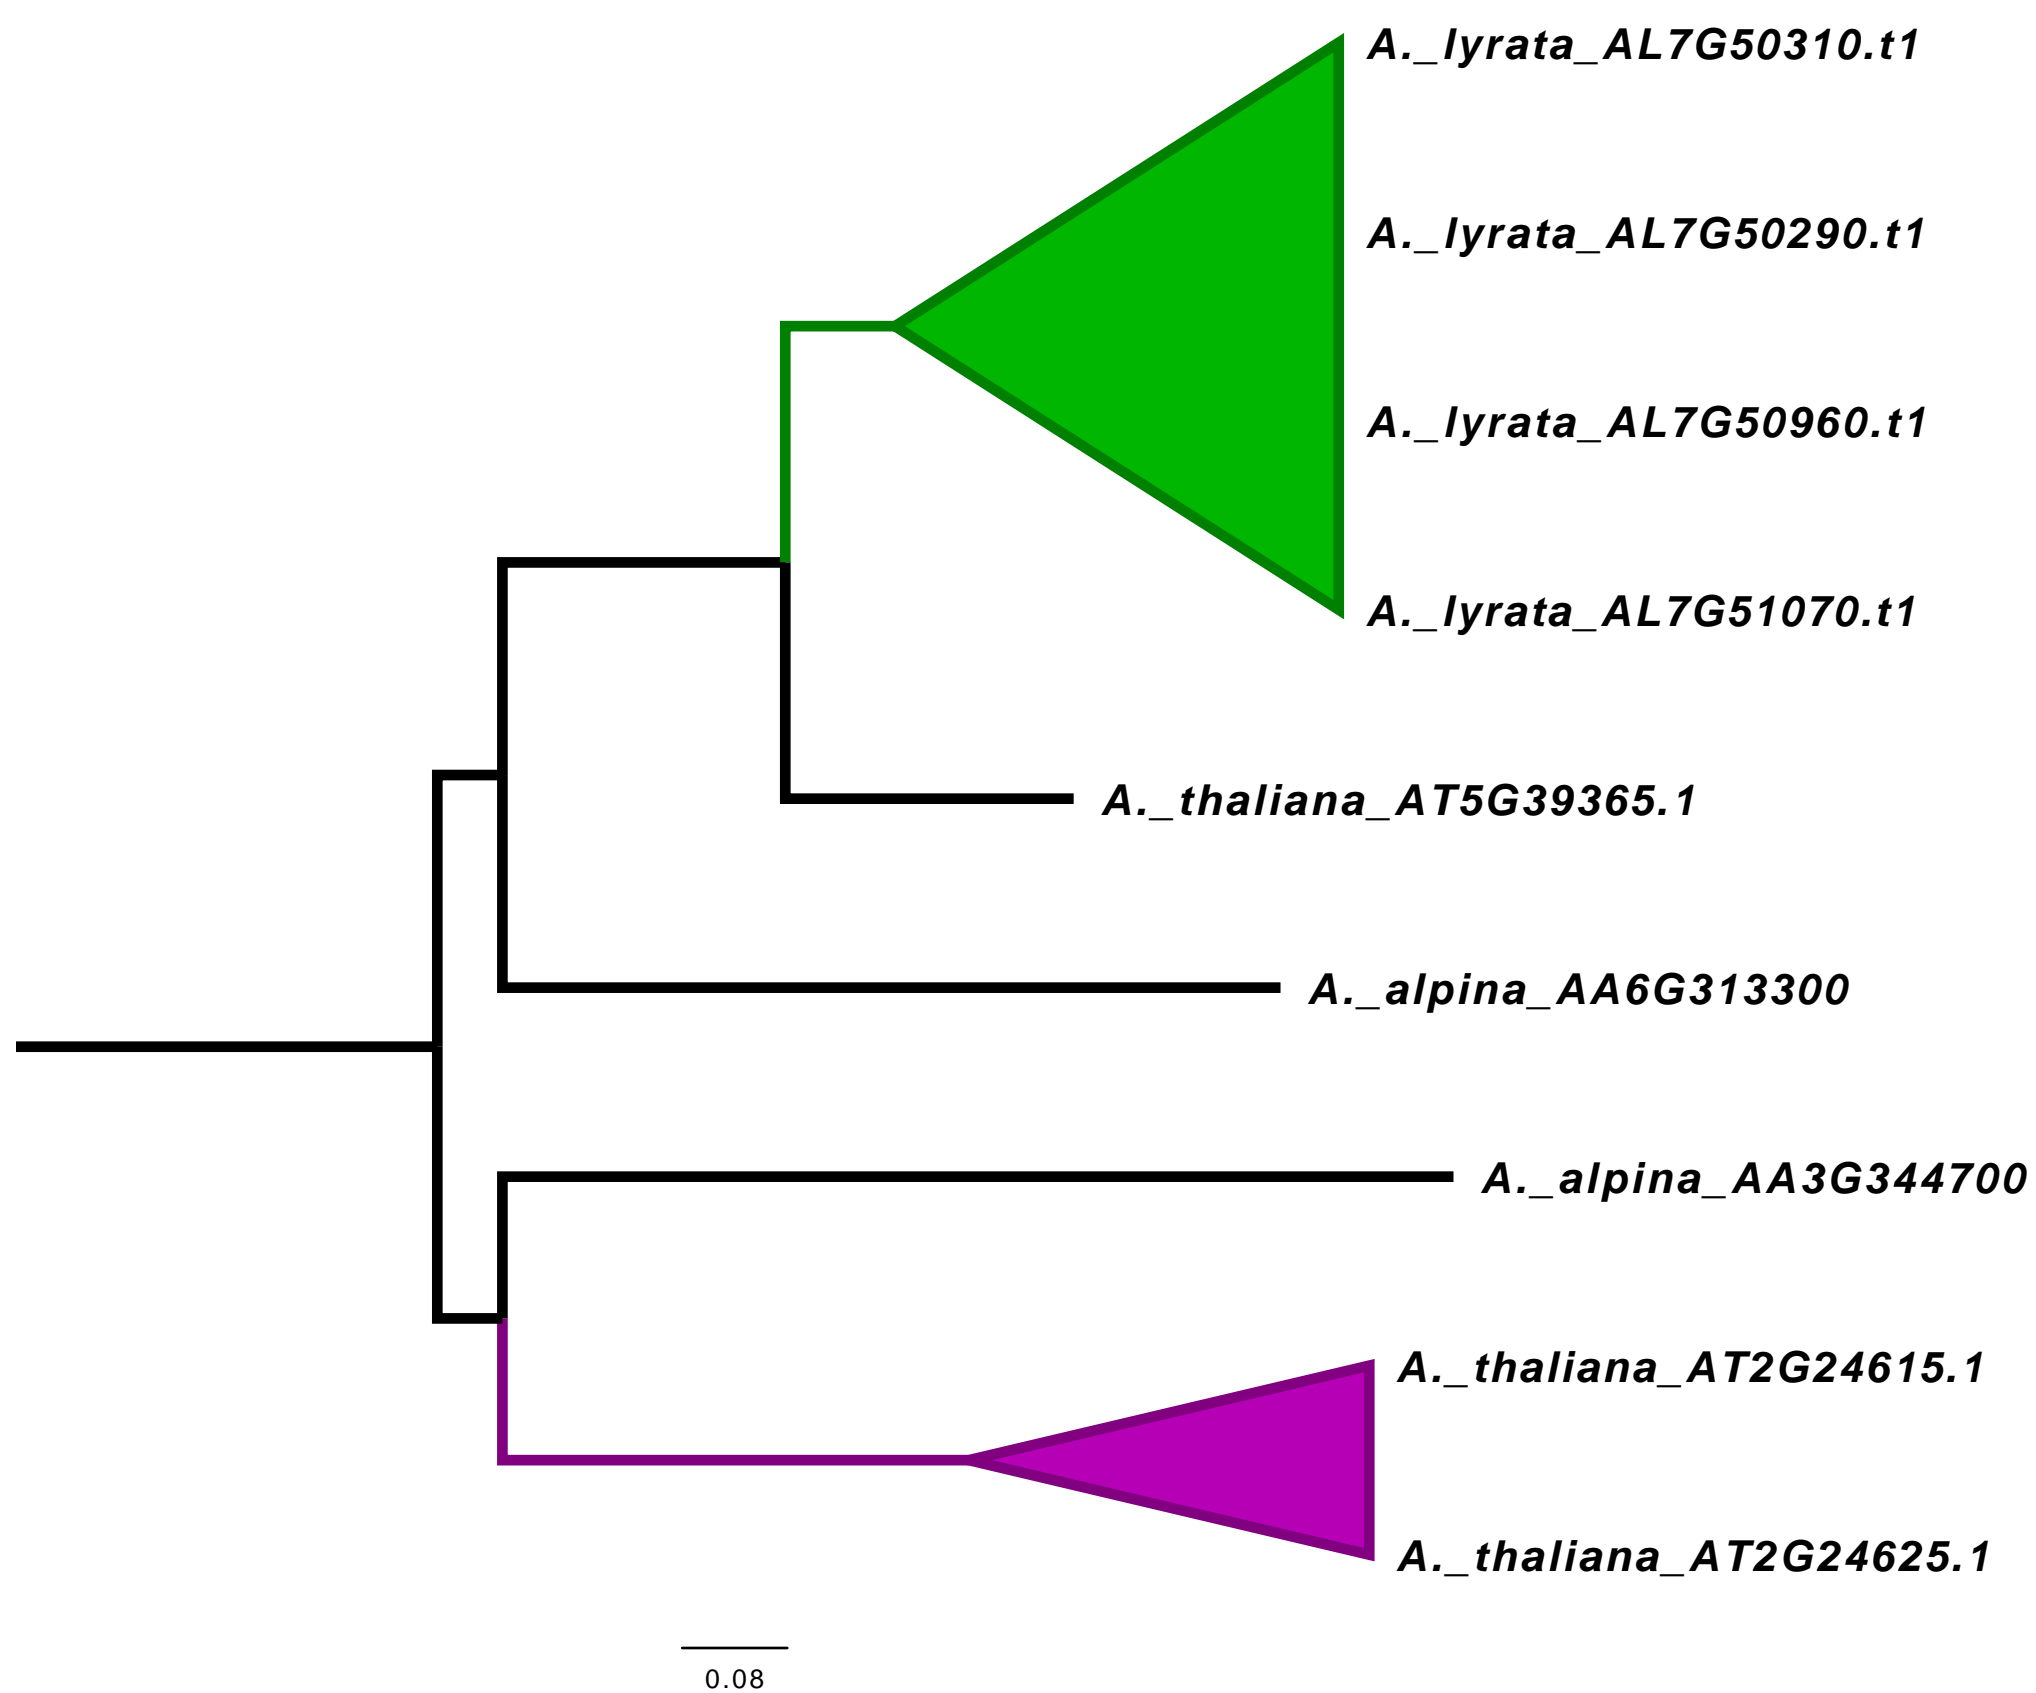 A._lyrata_AL7G50310.t1
A._lyrata_AL7G50290.t1
A._lyrata_AL7G50960.t1
A._lyrata_AL7G51070.t1
A._thaliana_AT5G39365.1
A._alpina_AA6G313300
A._alpina_AA3G344700
A._thaliana_AT2G24615.1
A._thaliana_AT2G24625.1
0.08